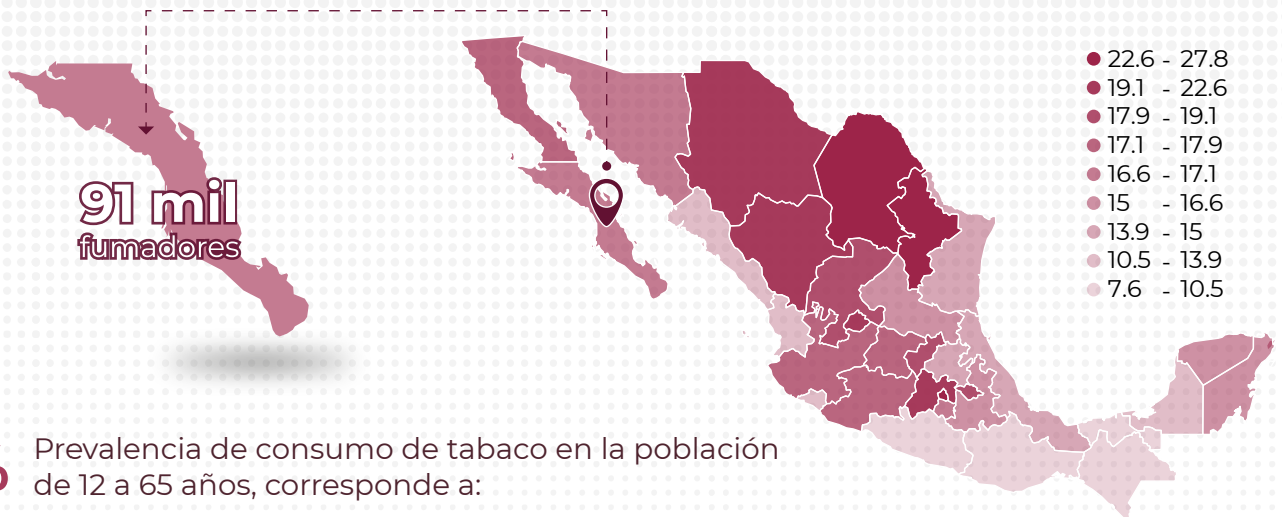 91 mil
fumadores
22.6 - 27.8
19.1 - 22.6
17.9 - 19.1
17.1 - 17.9
16.6 - 17.1
15 - 16.6
13.9 - 15
10.5 - 13.9
7.6 - 10.5
Prevalencia de consumo de tabaco en la población
de 12 a 65 años, corresponde a: